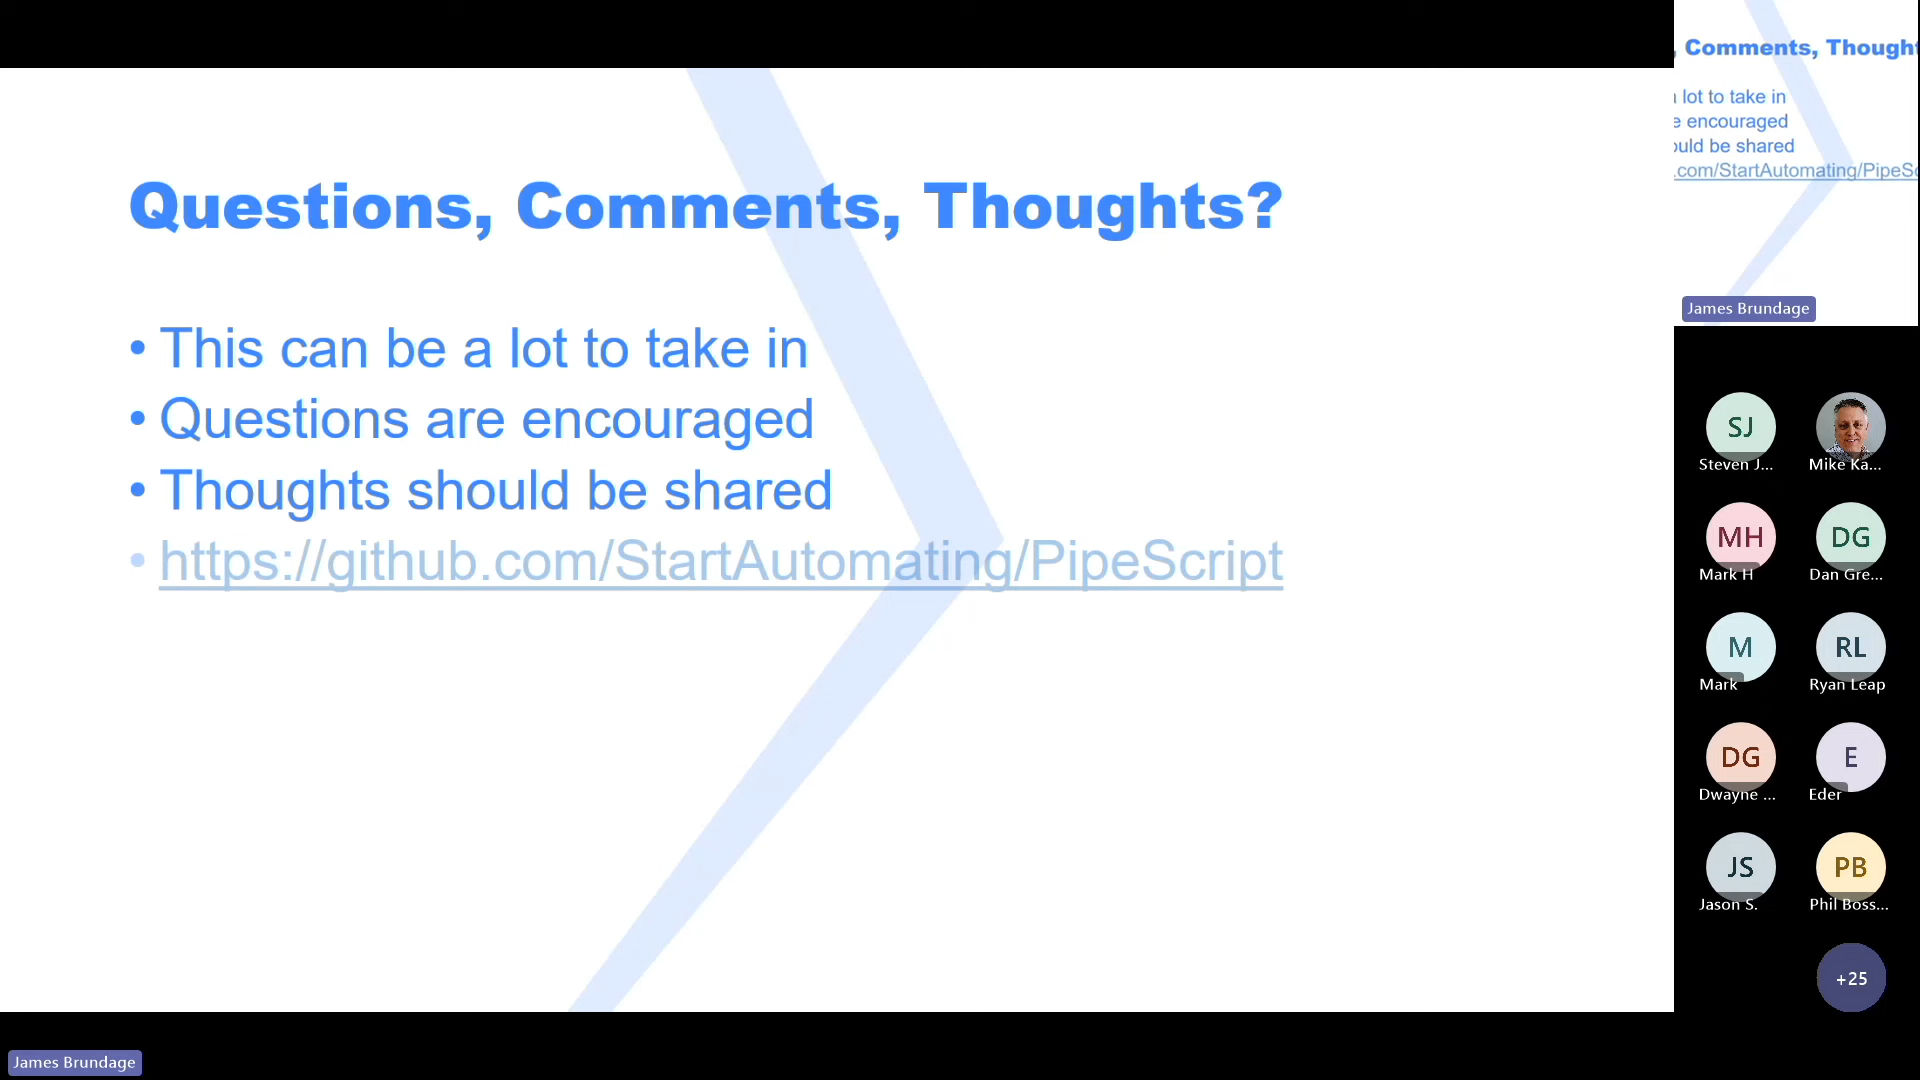 Questions, Comments, Thoughts?
• This can be a lot to take in
• Questions are encouraged
• Thoughts should be shared
• https://github.com/StartAutomating/PipeScript
James Brundage
, Comments, Though
lot to take in
e encouraged
ould be shared
.com/StartAutomating/PipeSc
James Brundage
SJ
Steven J...
Mike Ka...
MH
Mark H
DG
Dan Gre...
M
Mark
RL
Ryan Leap
DG
Dwayne ...
E
Eder
JS
Jason S.
PB
Phil Boss...
+25